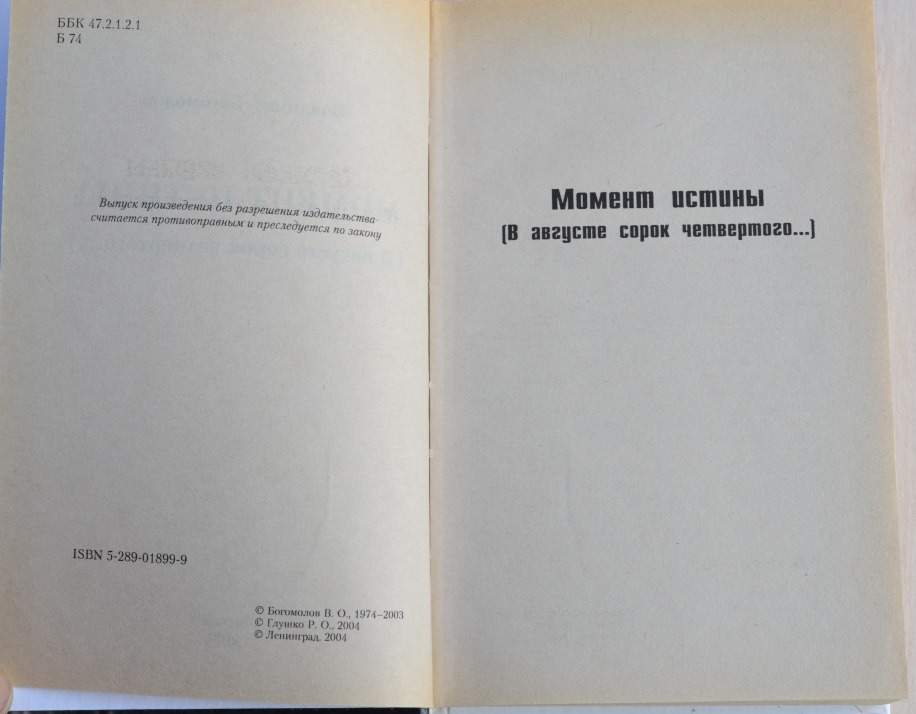 ББК 47.2.1.2.1
Б 74
Выпуск произведения без разрешения издательства
считается противоправным и преследуется по закону
ISBN 5-289-01899-9
© Богомолов В. О., 1974–2003
© Глушко Р. О., 2004
© Ленинград, 2004
Момент истины
(В августе сорок четвертого...)